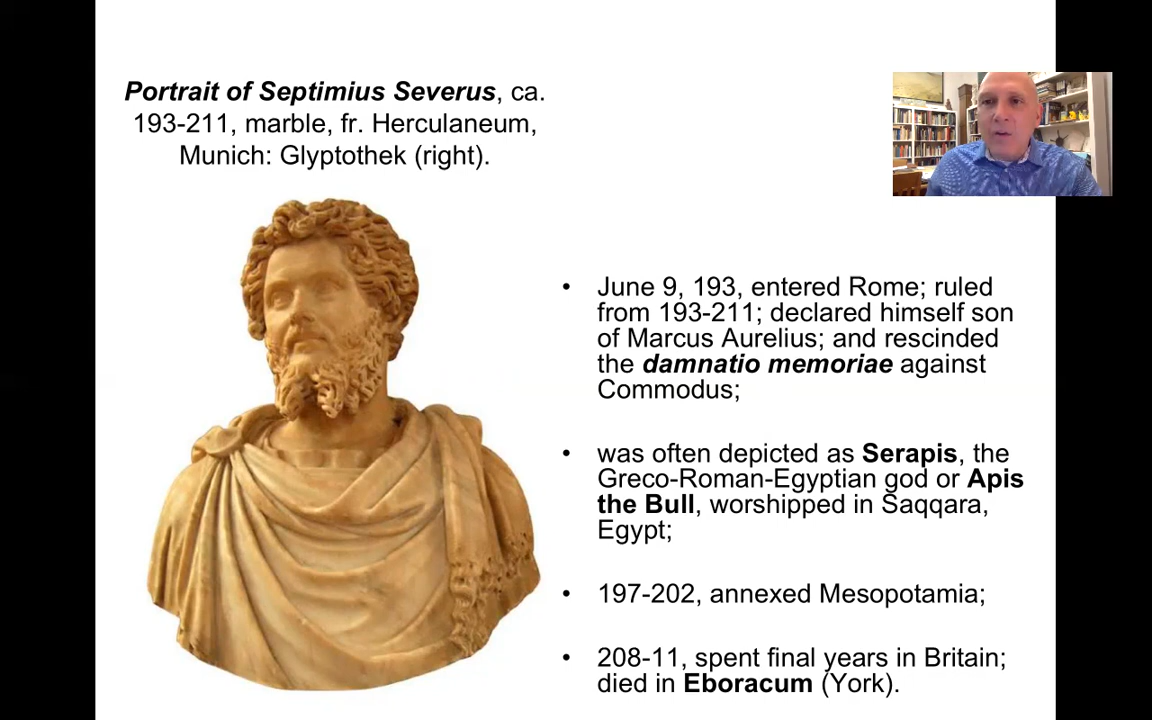 Portrait of Septimius Severus, ca.
193-211, marble, fr. Herculaneum,
Munich: Glyptothek (right).
• June 9, 193, entered Rome; ruled
from 193-211; declared himself son
of Marcus Aurelius; and rescinded
the damnatio memoriae against
Commodus;
• was often depicted as Serapis, the
Greco-Roman-Egyptian god or Apis
the Bull, worshipped in Saqqara,
Egypt;
• 197-202, annexed Mesopotamia;
• 208-11, spent final years in Britain;
died in Eboracum (York).